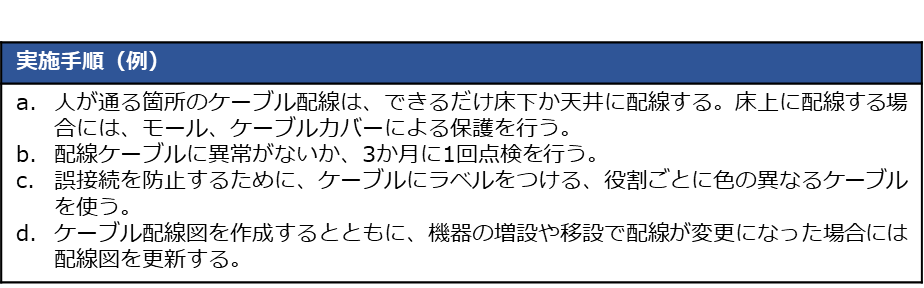 実施手順（例）
a. 人が通る箇所のケーブル配線は、できるだけ床下か天井に配線する。床上に配線する場
合には、モール、ケーブルカバーによる保護を行う。
b. 配線ケーブルに異常がないか、3か月に1回点検を行う。
c. 誤接続を防止するために、ケーブルにラベルをつける、役割ごとに色の異なるケーブル
を使う。
d. ケーブル配線図を作成するとともに、機器の増設や移設で配線が変更になった場合には
配線図を更新する。